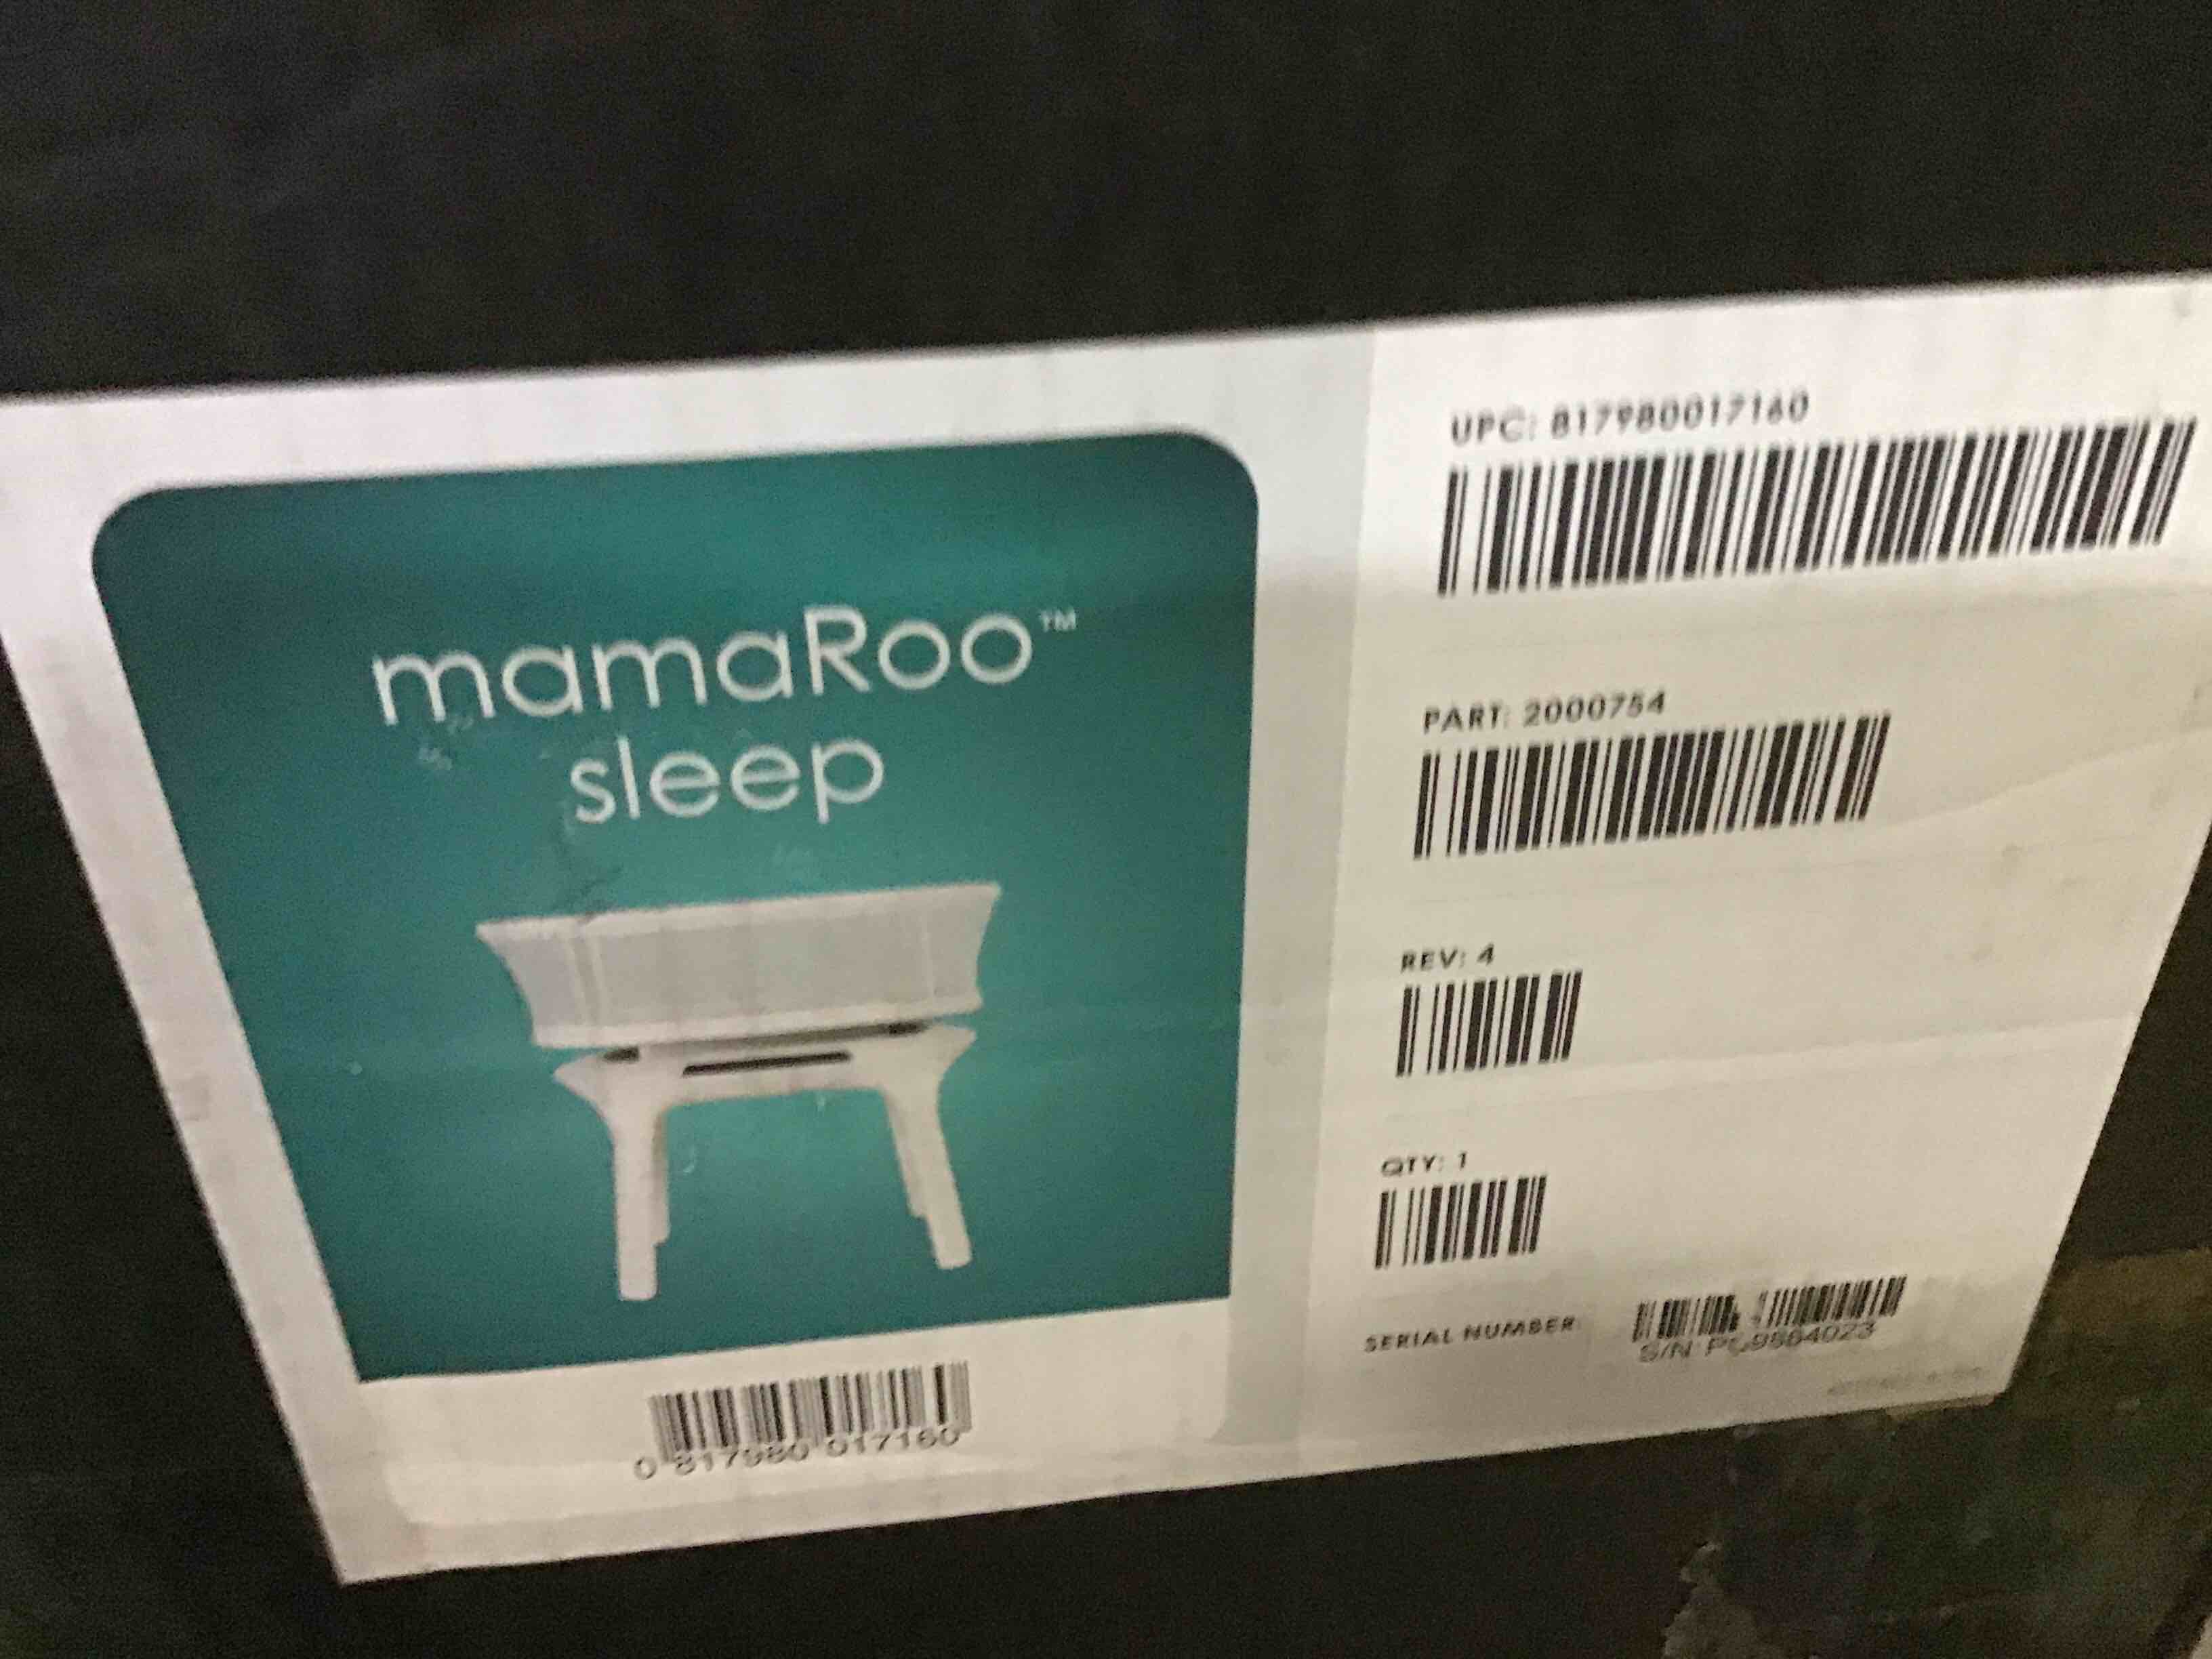 mamaRoo™
sleep
0 817980 017160
UPC: 817980017160
PART: 2000754
REV: 4
QTY: 1
SERIAL NUMBER:
S/N